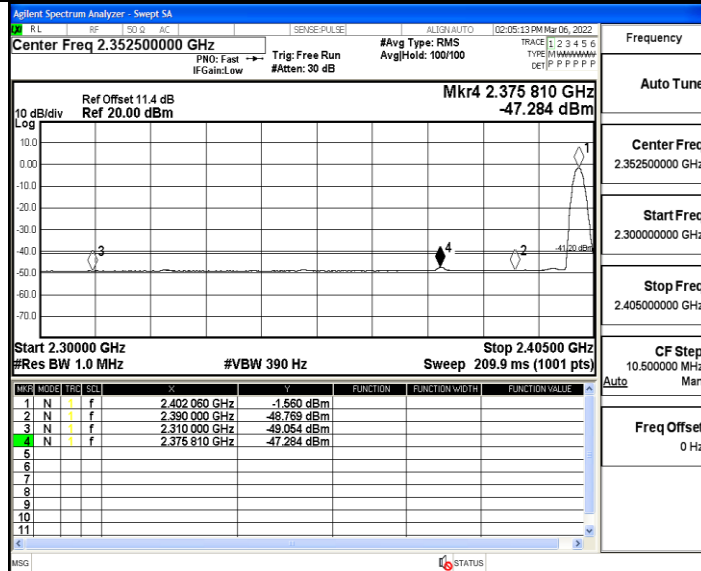 Agilent Spectrum Analyzer - Swept SA
RL RF 50 Ω AC SENSE:PULSE ALIGNAUTO 02:05:13 PM Mar 06, 2022
Center Freq 2.352500000 GHz
PNO: Fast
IFGain:Low
Trig: Free Run
#Atten: 30 dB
#Avg Type: RMS
Avg|Hold: 100/100
TRACE 1 2 3 4 5 6
TYPE MWWWWW
DET P P P P P P
Ref Offset 11.4 dB
10 dB/div Ref 20.00 dBm
Log
Mkr4 2.375 810 GHz
-47.284 dBm
10.0
0.00
-10.0
-20.0
-30.0
-40.0
-50.0
-60.0
-70.0
1
3
4
2
-41.20 dBm
Start 2.30000 GHz Stop 2.40500 GHz
#Res BW 1.0 MHz #VBW 390 Hz Sweep 209.9 ms (1001 pts)
MKR MODE TRC SCL X Y FUNCTION FUNCTION WIDTH FUNCTION VALUE
1 N 1 f 2.402 060 GHz -1.560 dBm
2 N 1 f 2.390 000 GHz -48.769 dBm
3 N 1 f 2.310 000 GHz -49.054 dBm
4 N 1 f 2.375 810 GHz -47.284 dBm
5
6
7
8
9
10
11
MSG STATUS
Frequency
Auto Tune
Center Freq
2.352500000 GHz
Start Freq
2.300000000 GHz
Stop Freq
2.405000000 GHz
CF Step
10.500000 MHz
Auto Man
Freq Offset
0 Hz